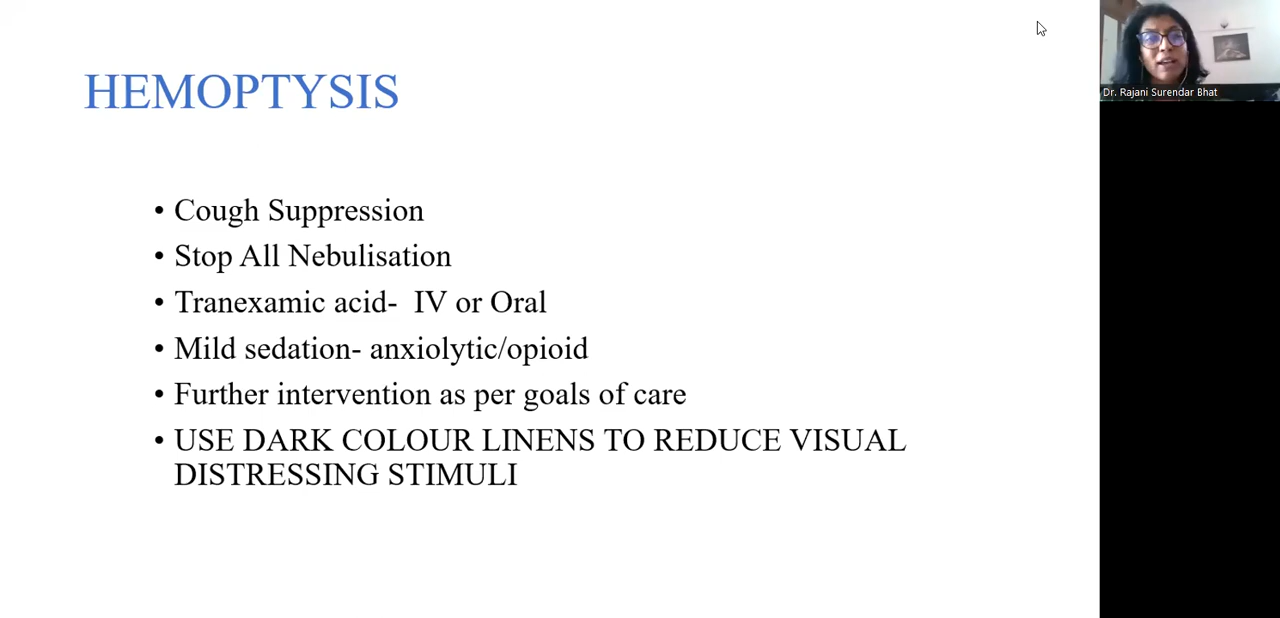 HEMOPTYSIS
• Cough Suppression
• Stop All Nebulisation
• Tranexamic acid-  IV or Oral
• Mild sedation- anxiolytic/opioid
• Further intervention as per goals of care
• USE DARK COLOUR LINENS TO REDUCE VISUAL
DISTRESSING STIMULI
Dr. Rajani Surendar Bhat